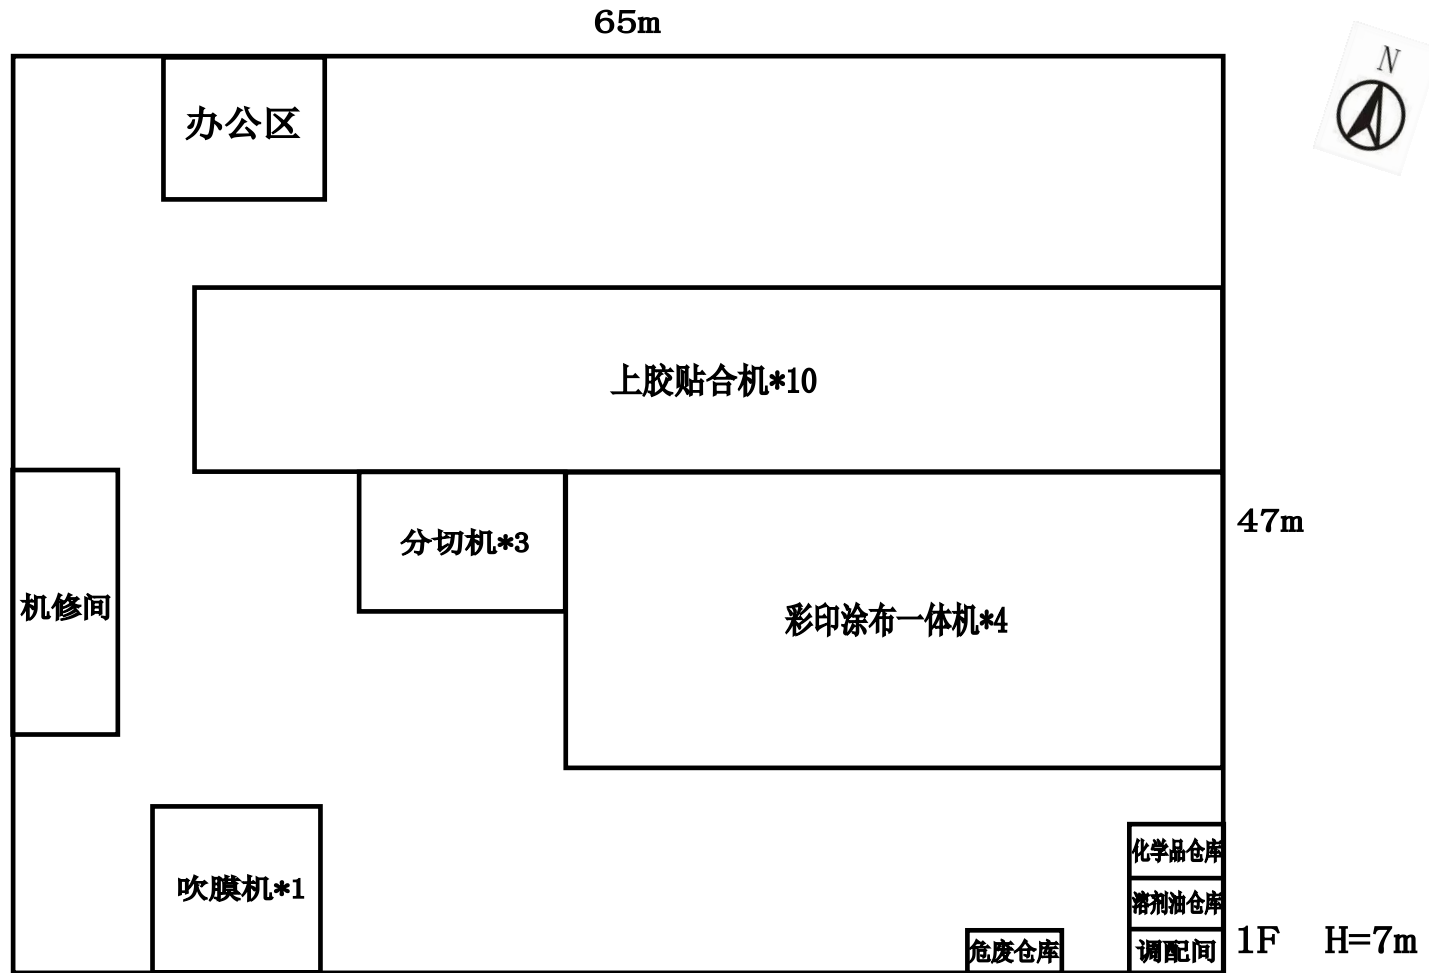 65m
N
办公区
上胶贴合机*10
分切机*3
47m
机修间
彩印涂布一体机*4
化学品仓库
吹膜机*1
溶剂油仓库
危废仓库
调配间
1F H=7m